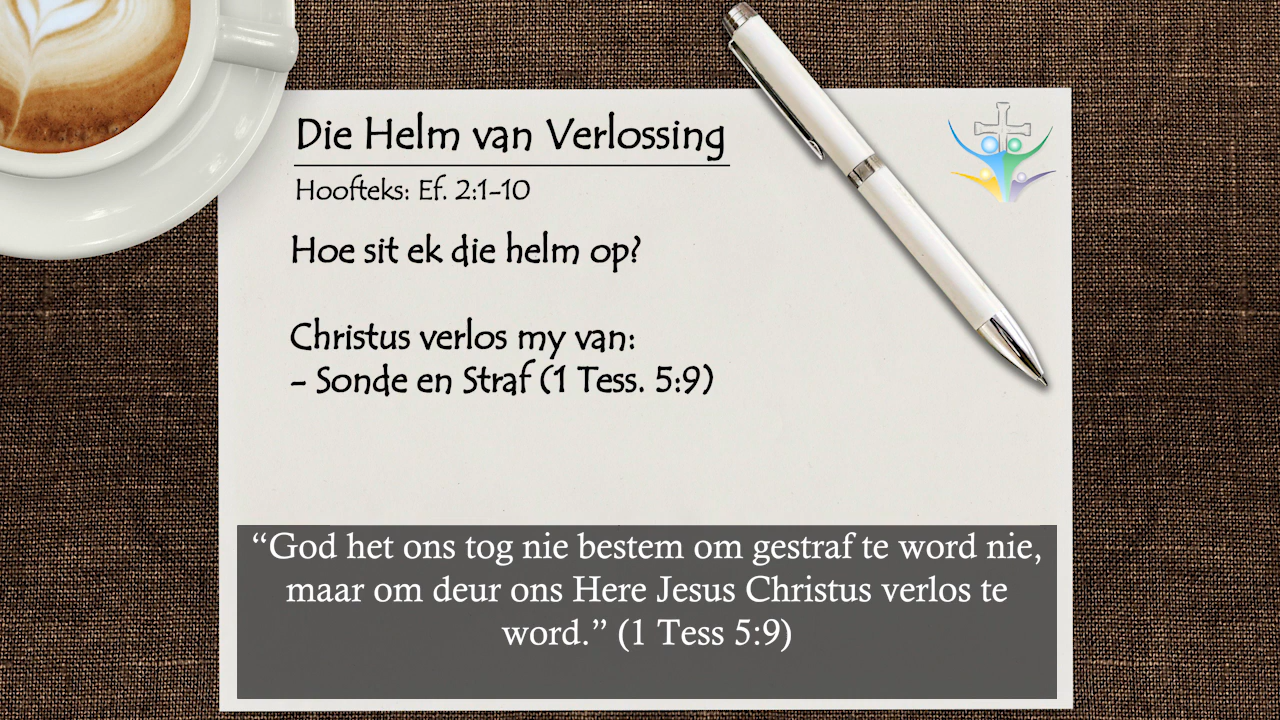 Die Helm van Verlossing
Hoofteks: Ef. 2:1-10
Hoe sit ek die helm op?
Christus verlos my van:
- Sonde en Straf (1 Tess. 5:9)
“God het ons tog nie bestem om gestraf te word nie,
maar om deur ons Here Jesus Christus verlos te
word.” (1 Tess 5:9)